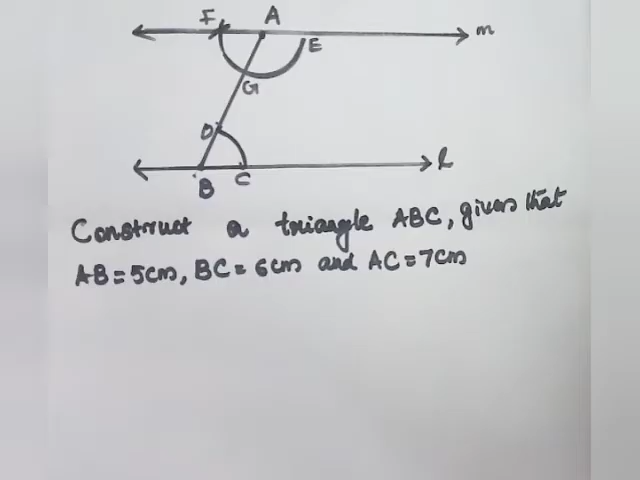 F A m
E
G
D
B C l
Construct a triangle ABC, given that
AB = 5cm, BC = 6cm and AC = 7cm